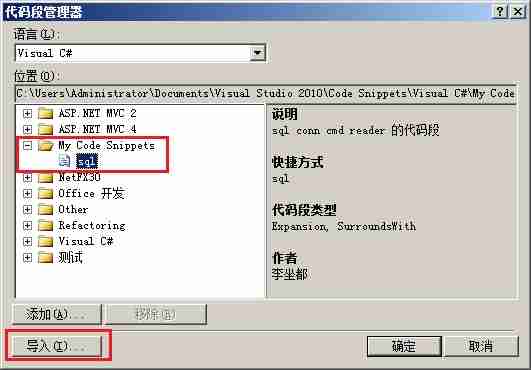 代码段管理器
语言(L):
Visual C#
位置(O):
C:\Users\Administrator\Documents\Visual Studio 2010\Code Snippets\Visual C#\My Code
ASP.NET MVC 2
ASP.NET MVC 4
My Code Snippets
sql
NetFX30
Office 开发
Other
Refactoring
Visual C#
测试
说明
sql conn cmd reader 的代码段
快捷方式
sql
代码段类型
Expansion, SurroundsWith
作者
李坐都
添加(A)...
移除(R)
导入(I)...
确定
取消